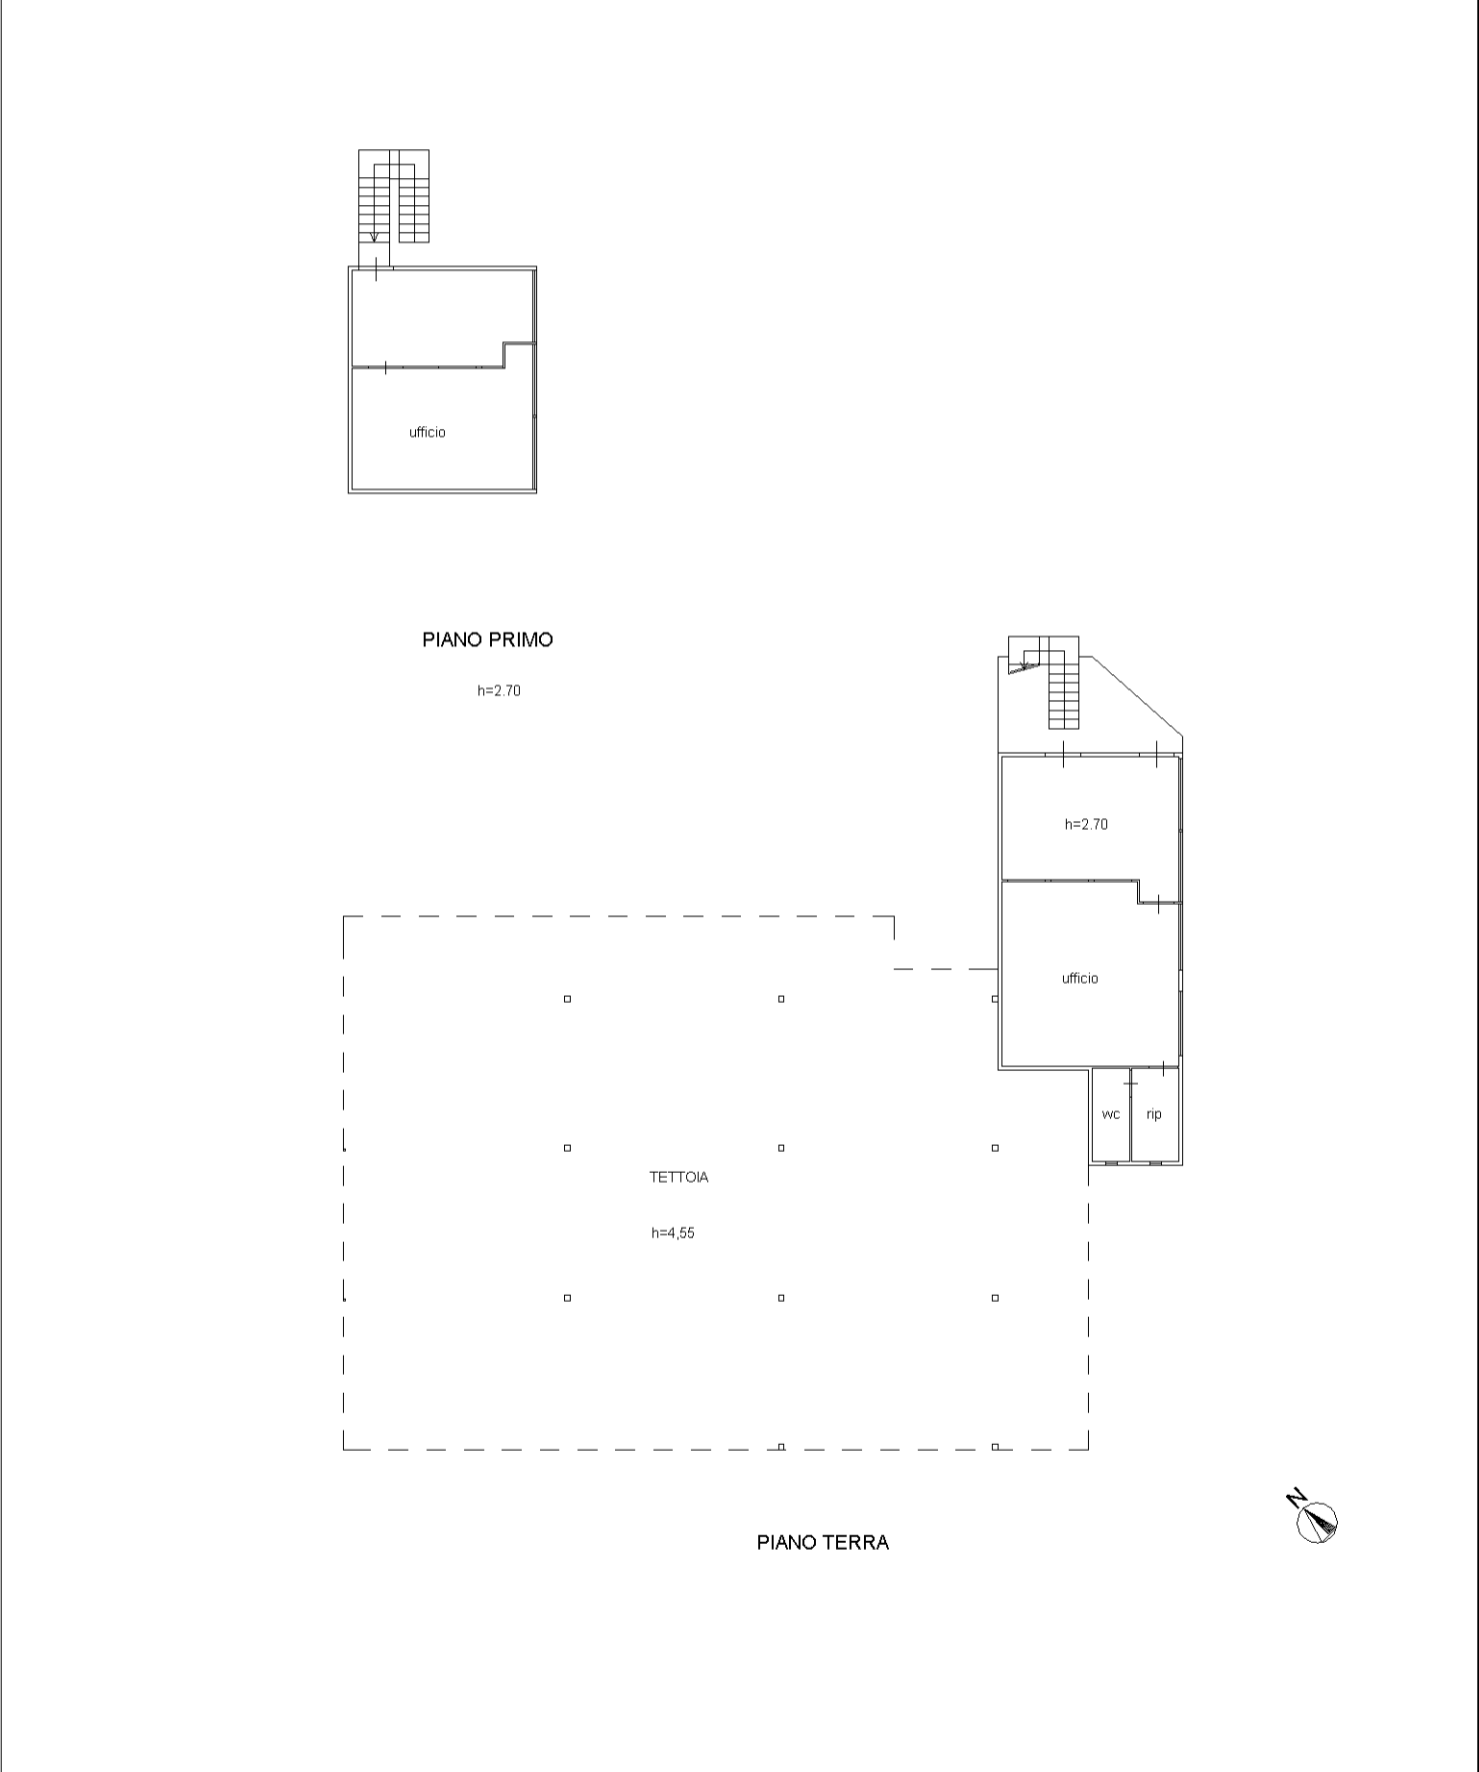 ufficio
PIANO PRIMO
h=2.70
h=2.70
ufficio
wc
rip
TETTOIA
h=4,55
N
PIANO TERRA